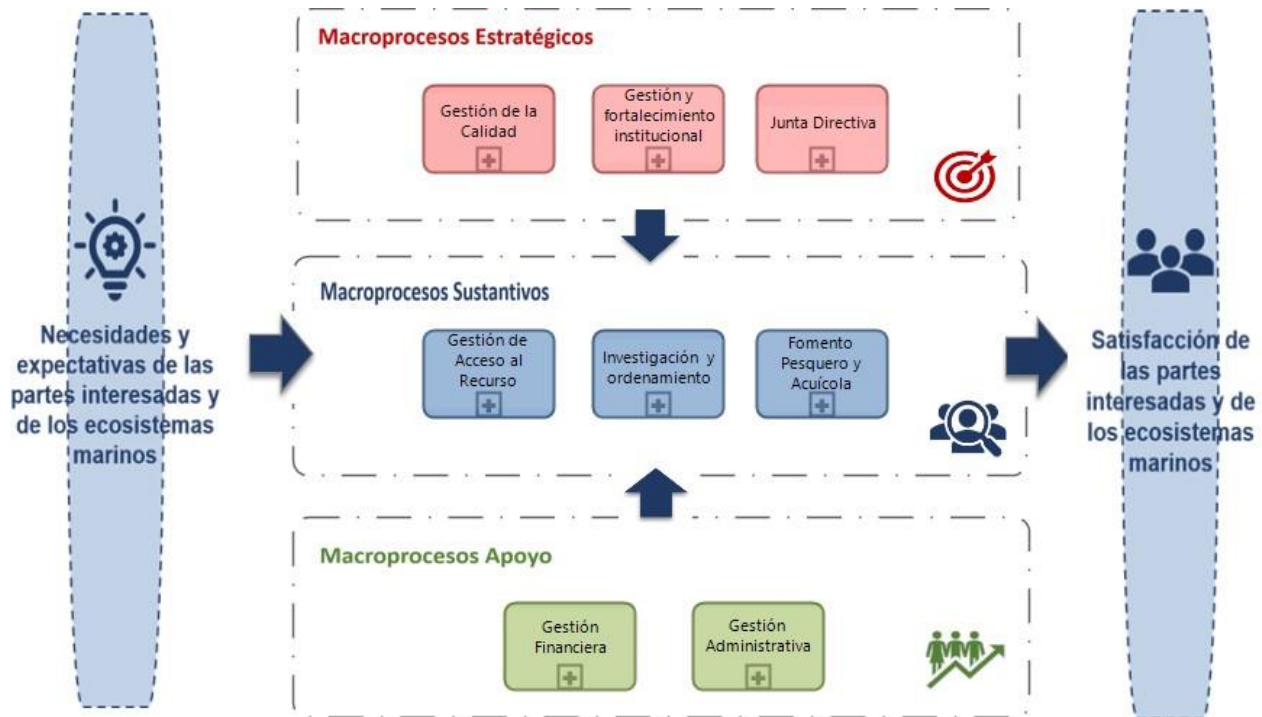 Macroprocesos Estratégicos
Gestión de la
Calidad
Gestión y
fortalecimiento
institucional
Junta Directiva
Necesidades y
expectativas de las
partes interesadas y
de los ecosistemas
marinos
Macroprocesos Sustantivos
Gestión de
Acceso al
Recurso
Investigación y
ordenamiento
Fomento
Pesquero y
Acuícola
Satisfacción de
las partes
interesadas y de
los ecosistemas
marinos
Macroprocesos Apoyo
Gestión
Financiera
Gestión
Administrativa